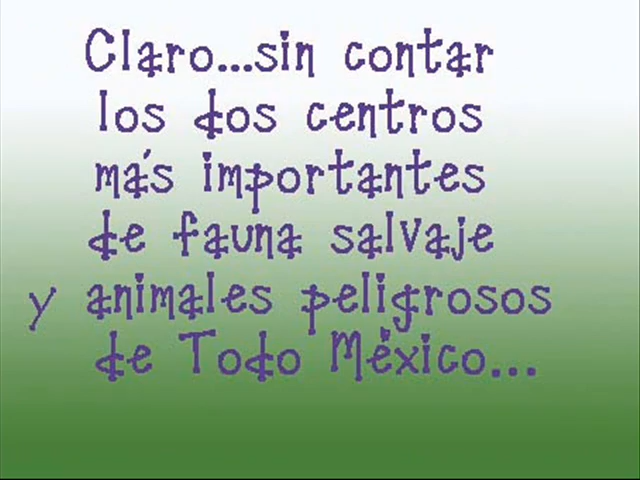 Claro...sin contar
los dos centros
más importantes
de fauna salvaje
y animales peligrosos
de Todo México...